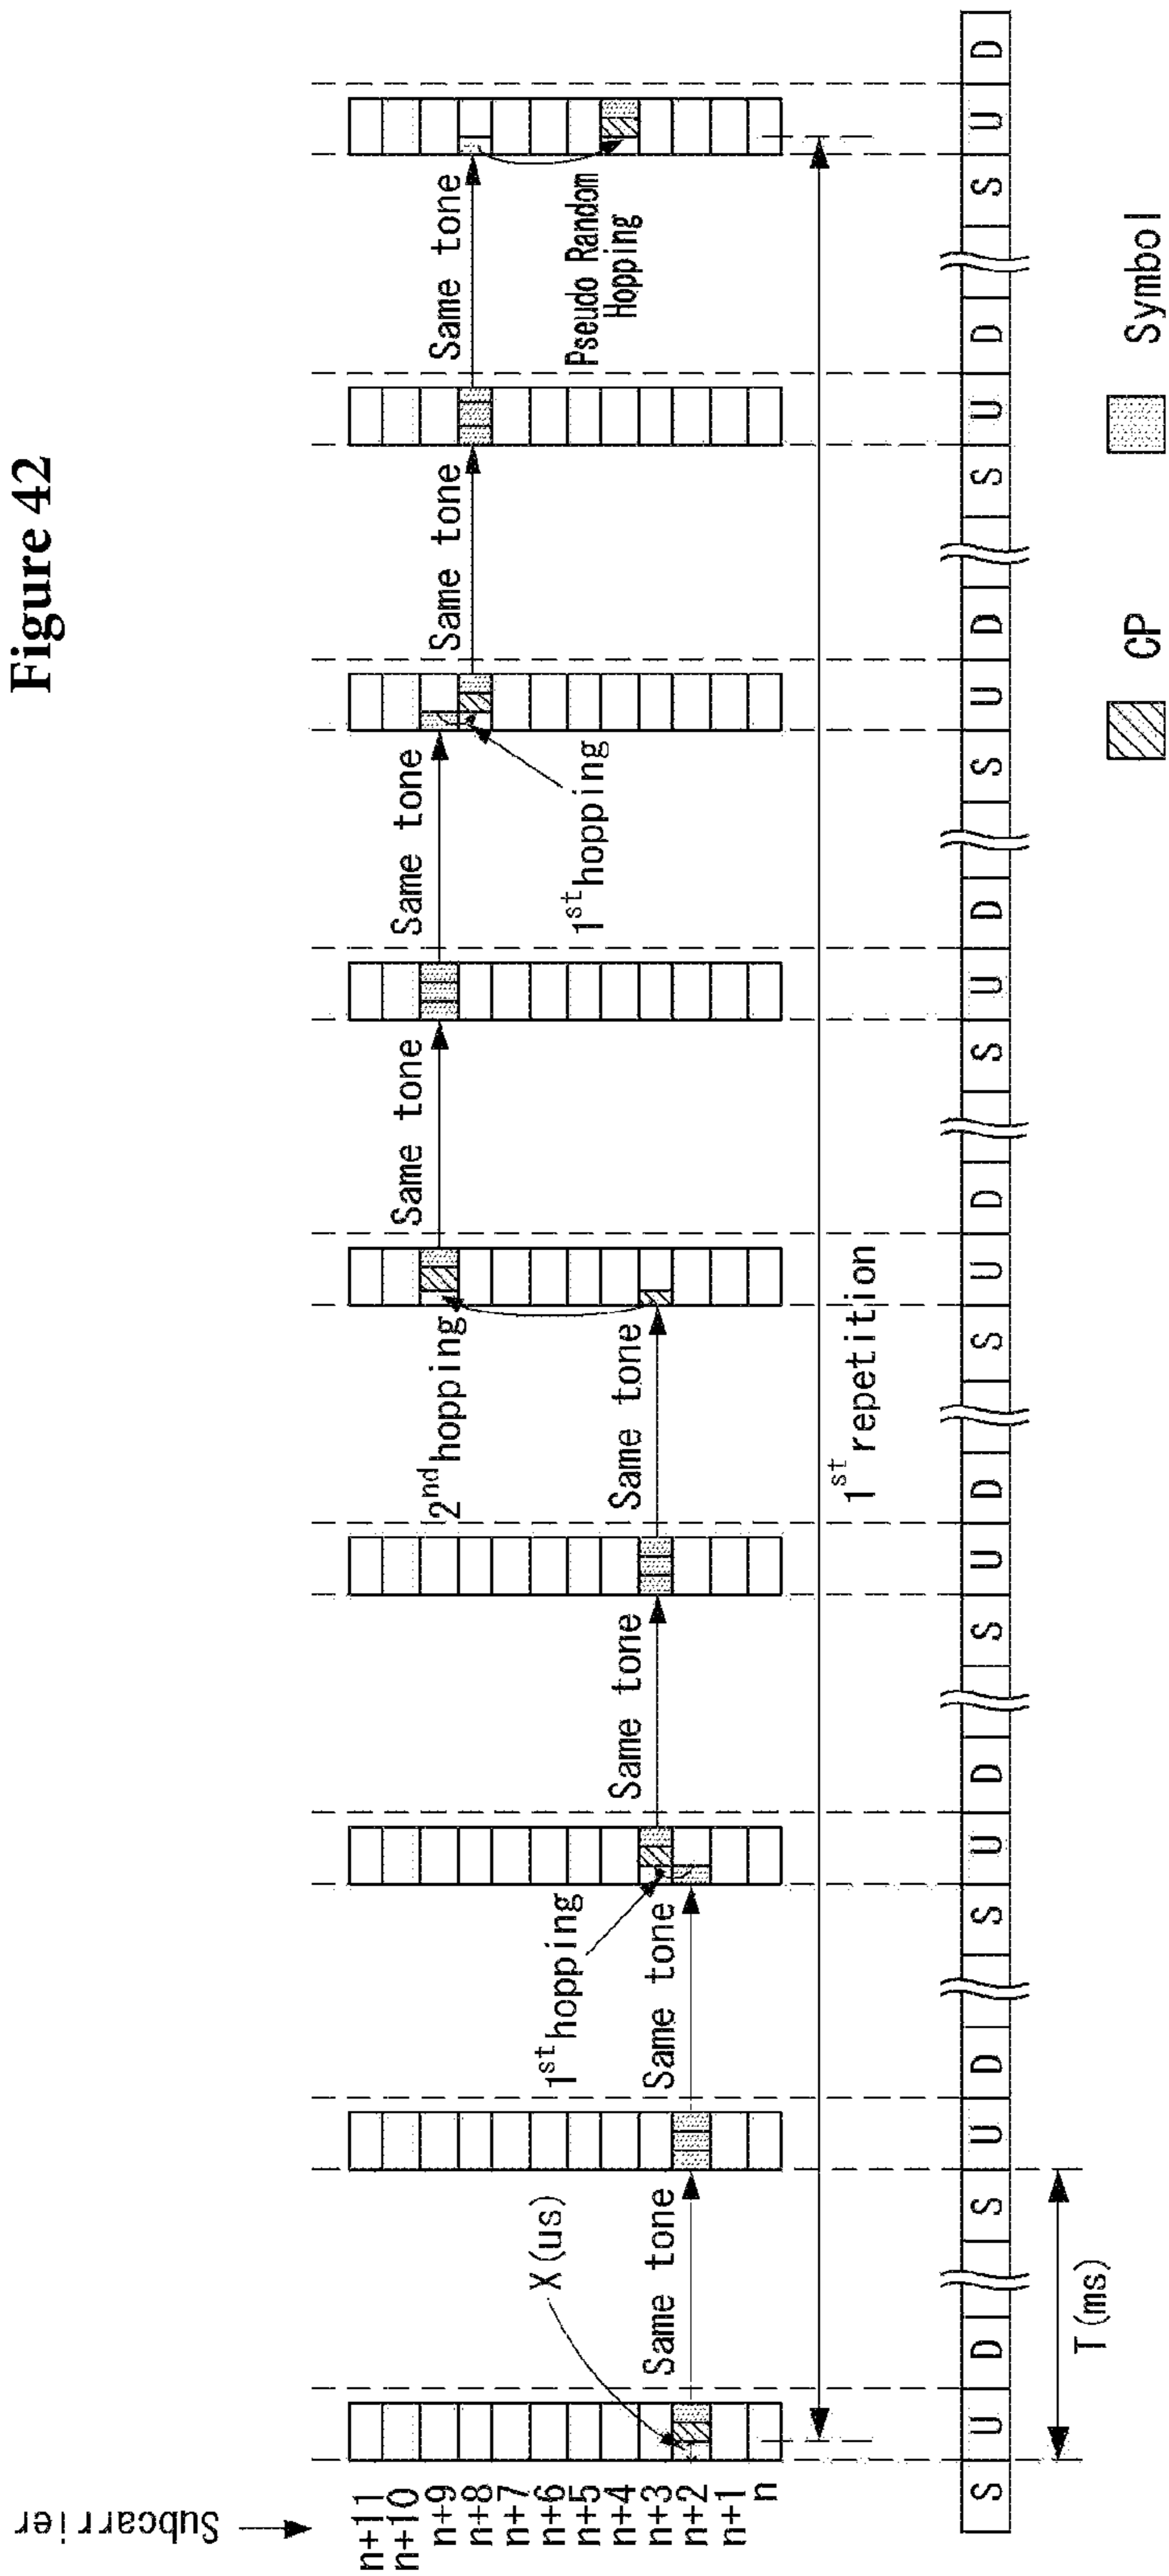 Figure 42
Subcarrier
n+11
n+10
n+9
n+8
n+7
n+6
n+5
n+4
n+3
n+2
n+1
n
X(us)
Same tone
Same tone
1st hopping
Same tone
Same tone
2nd hopping
Same tone
Same tone
1st hopping
Same tone
Same tone
Pseudo Random
Hopping
1st repetition
S U D S U D S U D S U D S U D S U D S U D S U D S U D
T(ms)
CP
Symbol